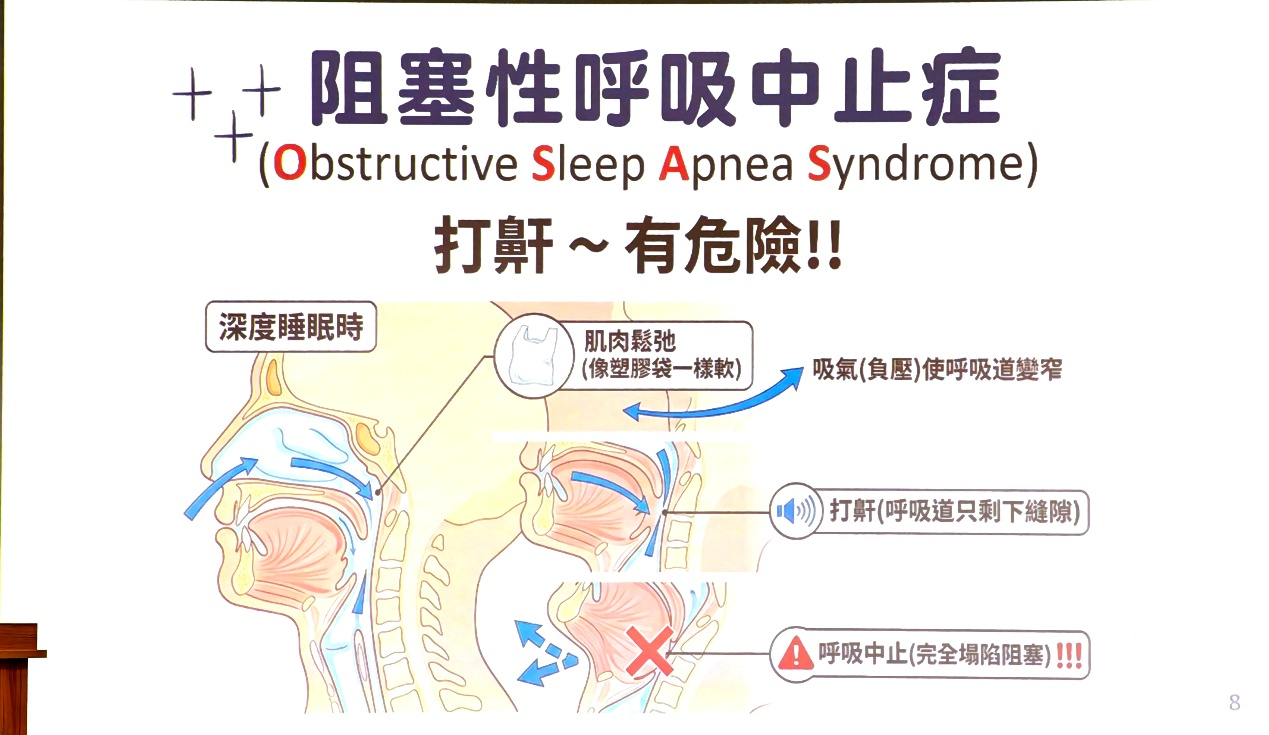 阻塞性呼吸中止症
(Obstructive Sleep Apnea Syndrome)
打鼾~有危險!!
深度睡眠時
肌肉鬆弛
(像塑膠袋一樣軟)
吸氣(負壓)使呼吸道變窄
打鼾(呼吸道只剩下縫隙)
呼吸中止(完全塌陷阻塞)!!!
8